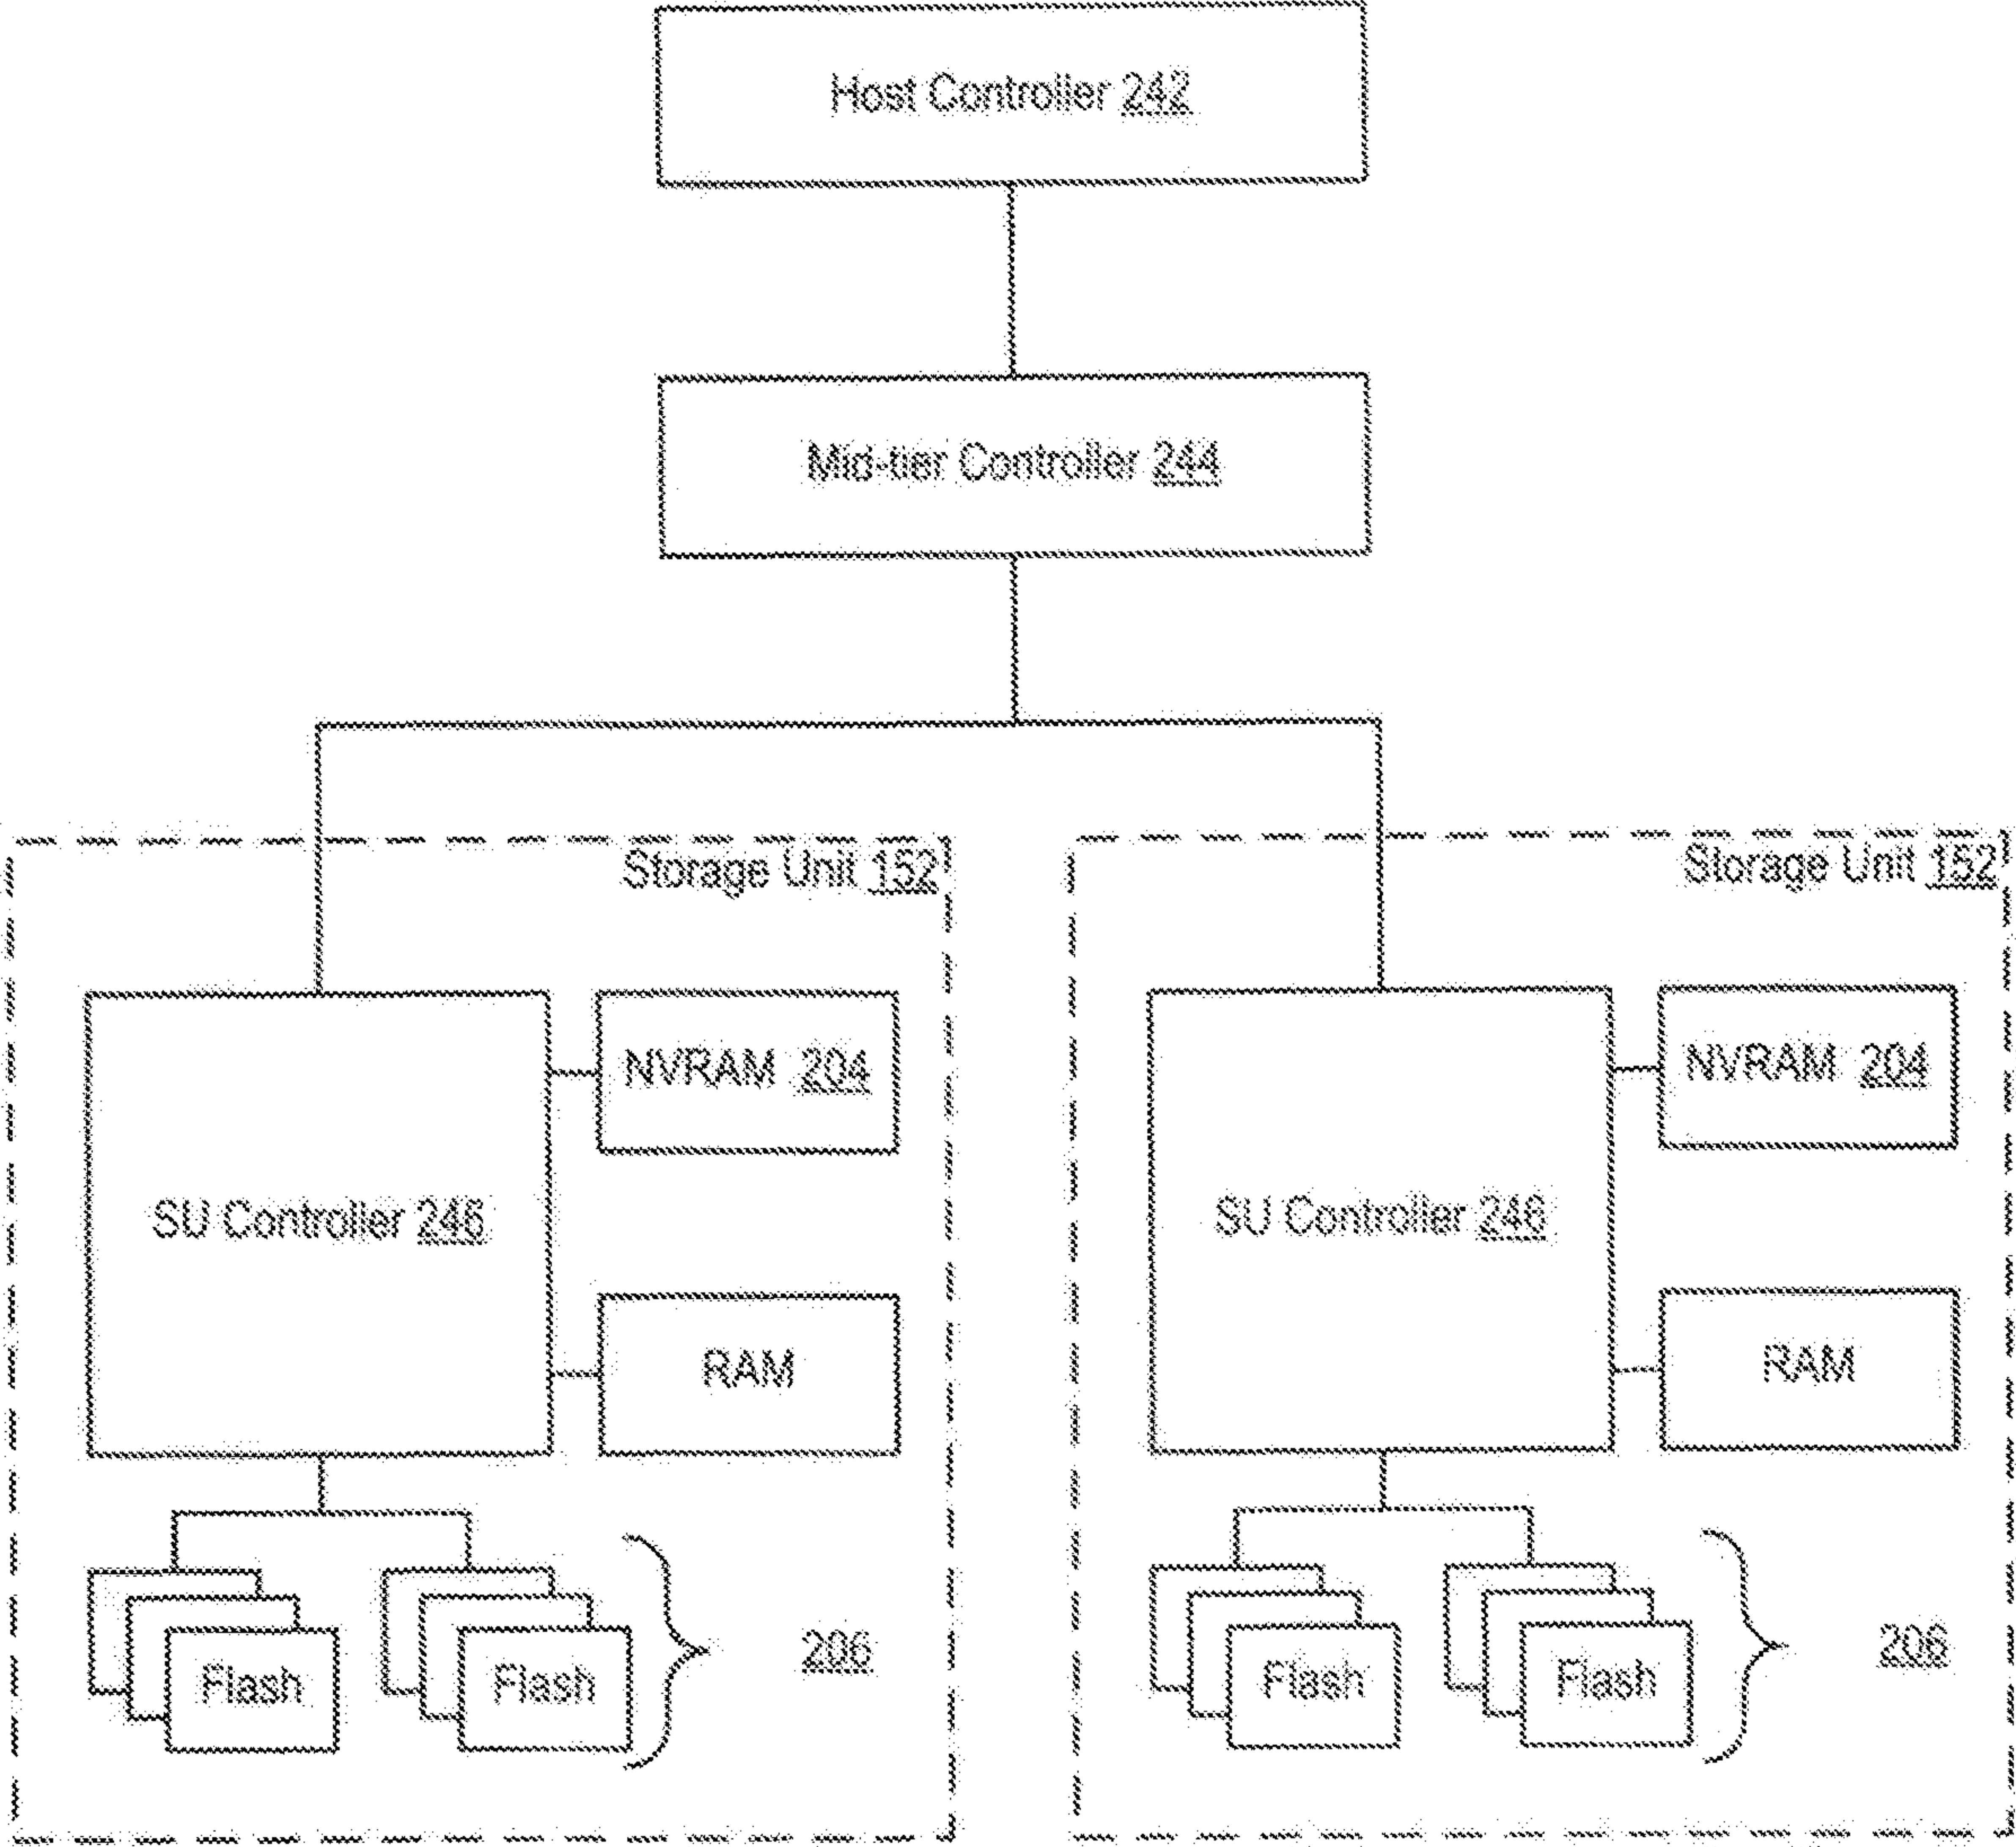 Host Controller 242
Mid-tier Controller 244
Storage Unit 152
NVRAM 204
SU Controller 246
RAM
Flash
Flash
206
Storage Unit 152
NVRAM 204
SU Controller 246
RAM
Flash
Flash
206